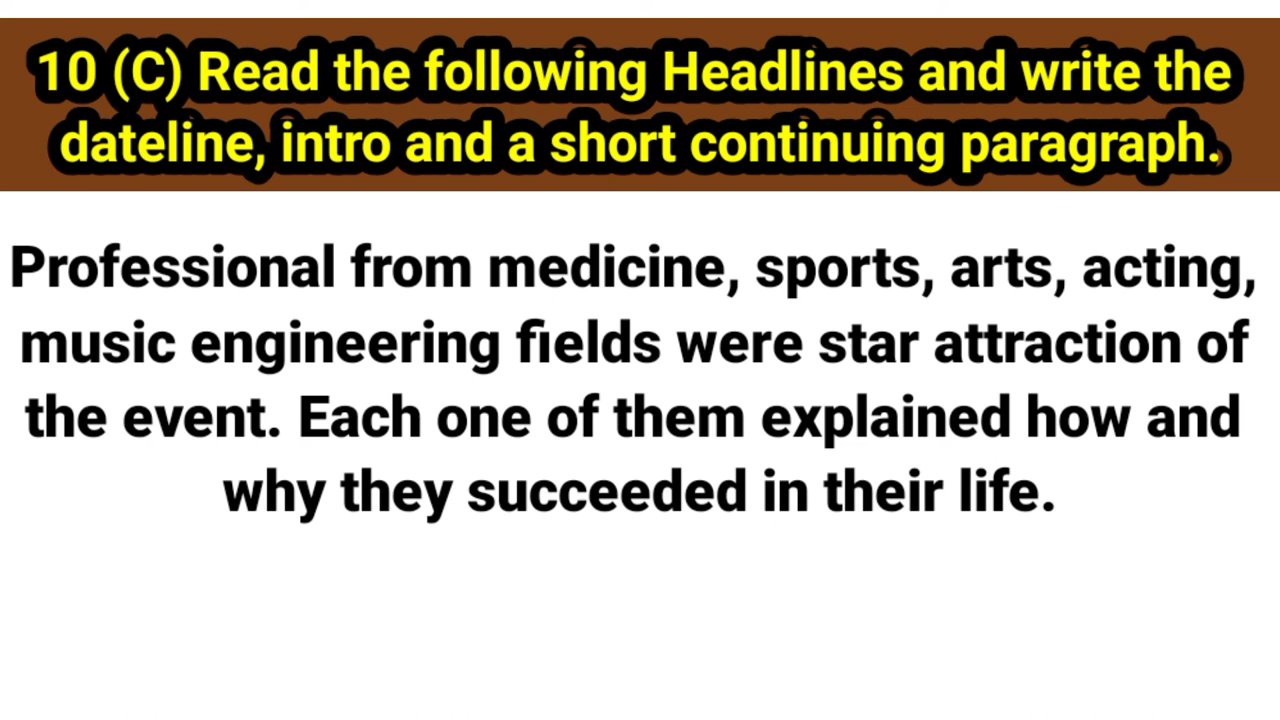 10 (C) Read the following Headlines and write the
dateline, intro and a short continuing paragraph.
Professional from medicine, sports, arts, acting,
music engineering fields were star attraction of
the event. Each one of them explained how and
why they succeeded in their life.